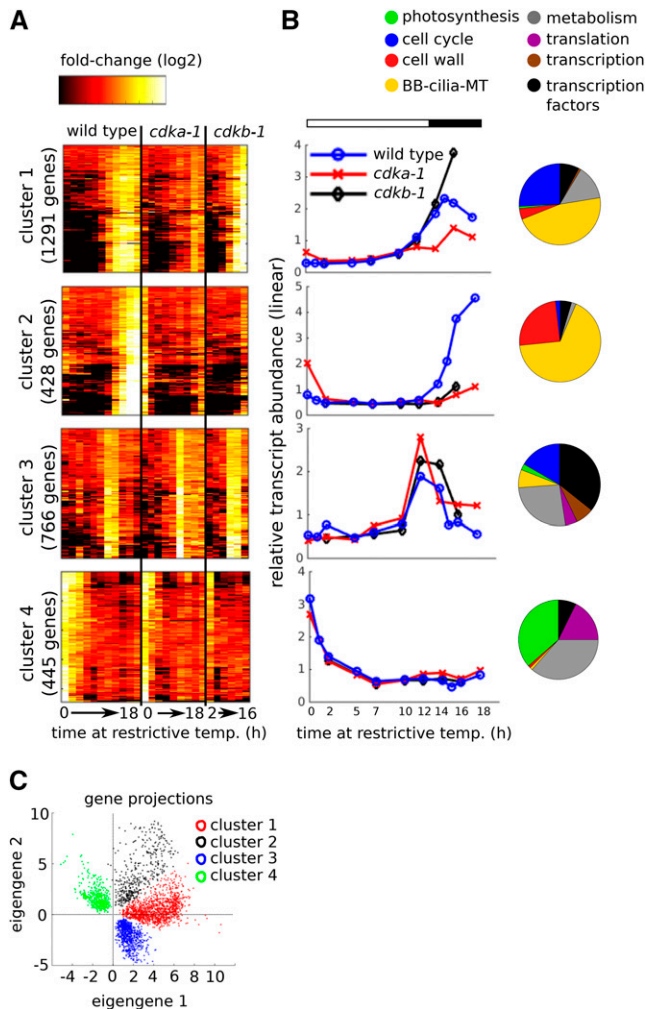 A
fold-change (log2)
wild type cdka-1 cdkb-1
cluster 1
(1291 genes)
cluster 2
(428 genes)
cluster 3
(766 genes)
cluster 4
(445 genes)
0 18 0 18 2 16
time at restrictive temp. (h)
B
photosynthesis
cell cycle
cell wall
BB-cilia-MT
metabolism
translation
transcription
transcription
factors
relative transcript abundance (linear)
wild type
cdka-1
cdkb-1
4
3
2
1
0
5
4
3
2
1
0
4
3
2
1
0
4
3
2
1
0
0 2 5 7 10 12 14 16 18
time at restrictive temp. (h)
C
gene projections
cluster 1
cluster 2
cluster 3
cluster 4
eigengene 2
10
5
0
-5
-4 -2 0 2 4 6 8 10
eigengene 1